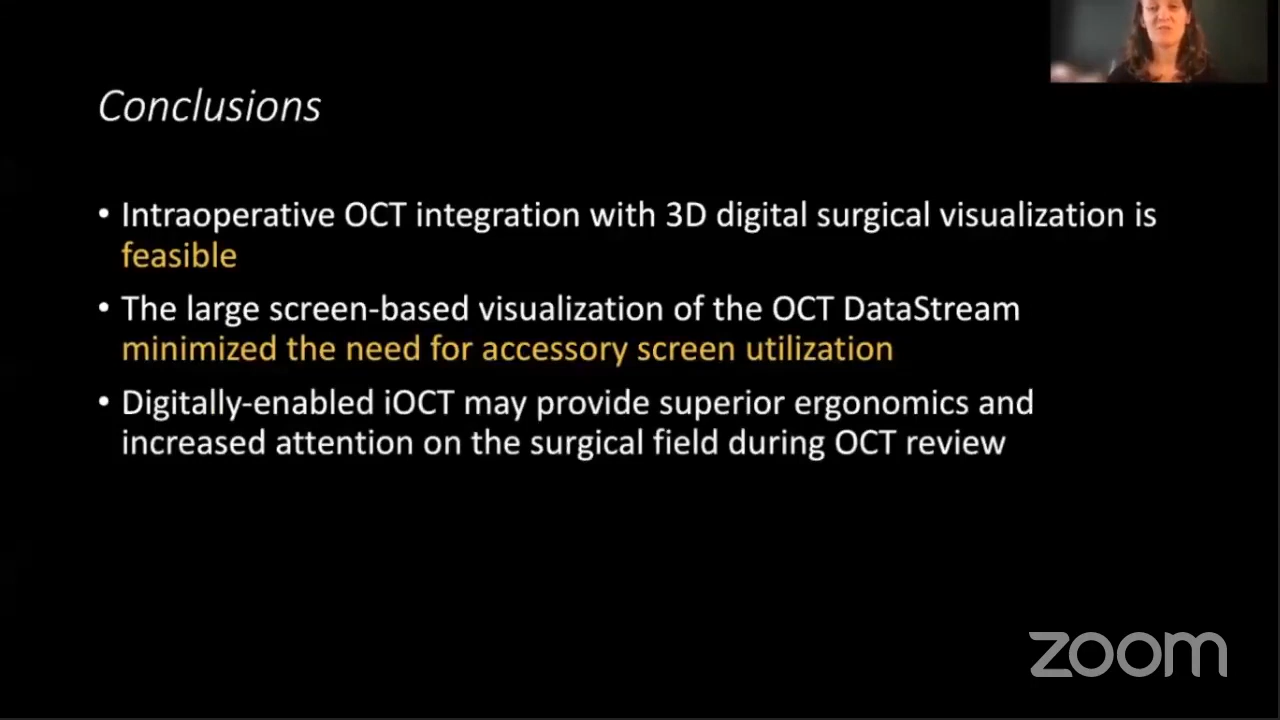 Conclusions
• Intraoperative OCT integration with 3D digital surgical visualization is
feasible
• The large screen-based visualization of the OCT DataStream
minimized the need for accessory screen utilization
• Digitally-enabled iOCT may provide superior ergonomics and
increased attention on the surgical field during OCT review
zoom